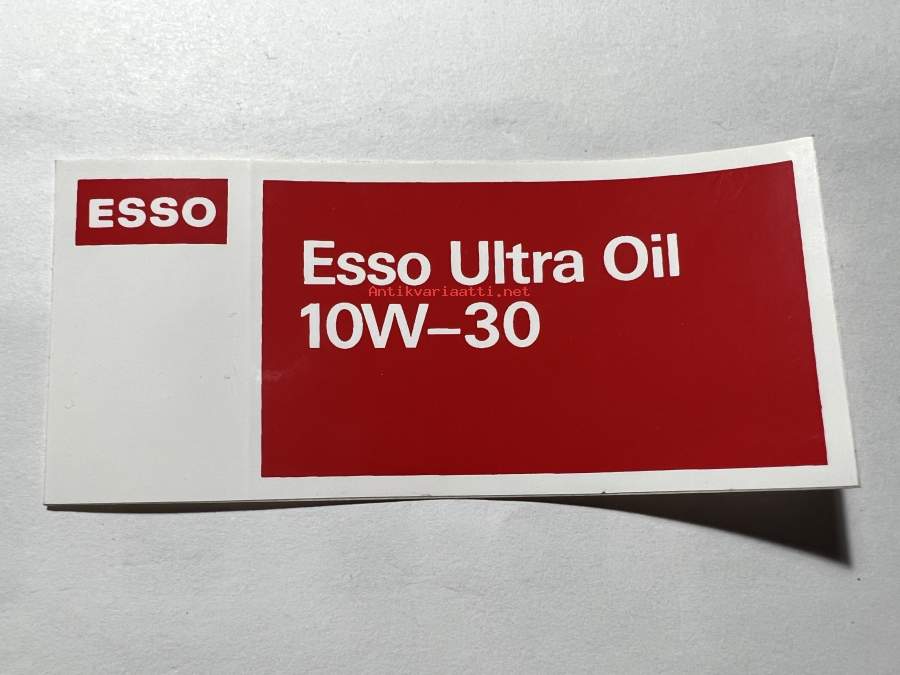 ESSO
Esso Ultra Oil
Antikvariaatti.net
10W–30